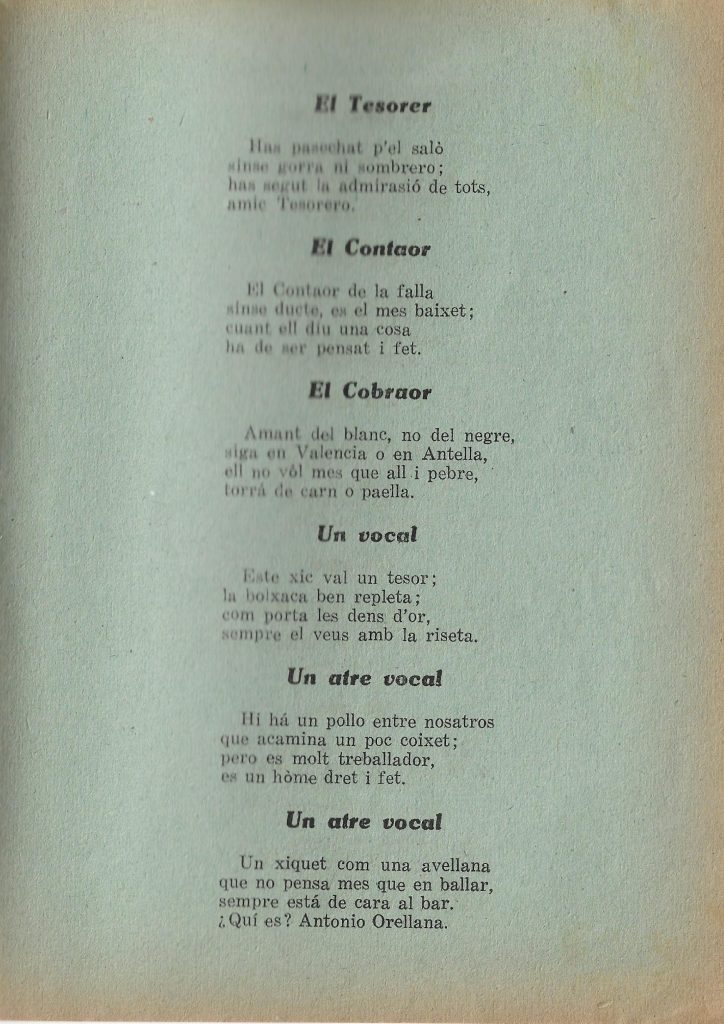 El Tesorer
Has pasechat p'el salò
sinse gorra ni sombrero;
has segut la admirasió de tots,
amic Tesorero.
El Contaor
El Contaor de la falla
sinse ducte, es el mes baixet;
cuant ell diu una cosa
ha de ser pensat i fet.
El Cobraor
Amant del blanc, no del negre,
siga en Valencia o en Antella,
ell no vòl mes que all i pebre,
torrá de carn o paella.
Un vocal
Este xic val un tesor;
la bolxaca ben repleta;
com porta les dens d'or,
sempre el veus amb la riseta.
Un atre vocal
Hi há un pollo entre nosatros
que acamina un poc coixet;
pero es molt treballador,
es un hòme dret i fet.
Un atre vocal
Un xiquet com una avellana
que no pensa mes que en ballar,
sempre está de cara al bar.
¿Quí es? Antonio Orellana.